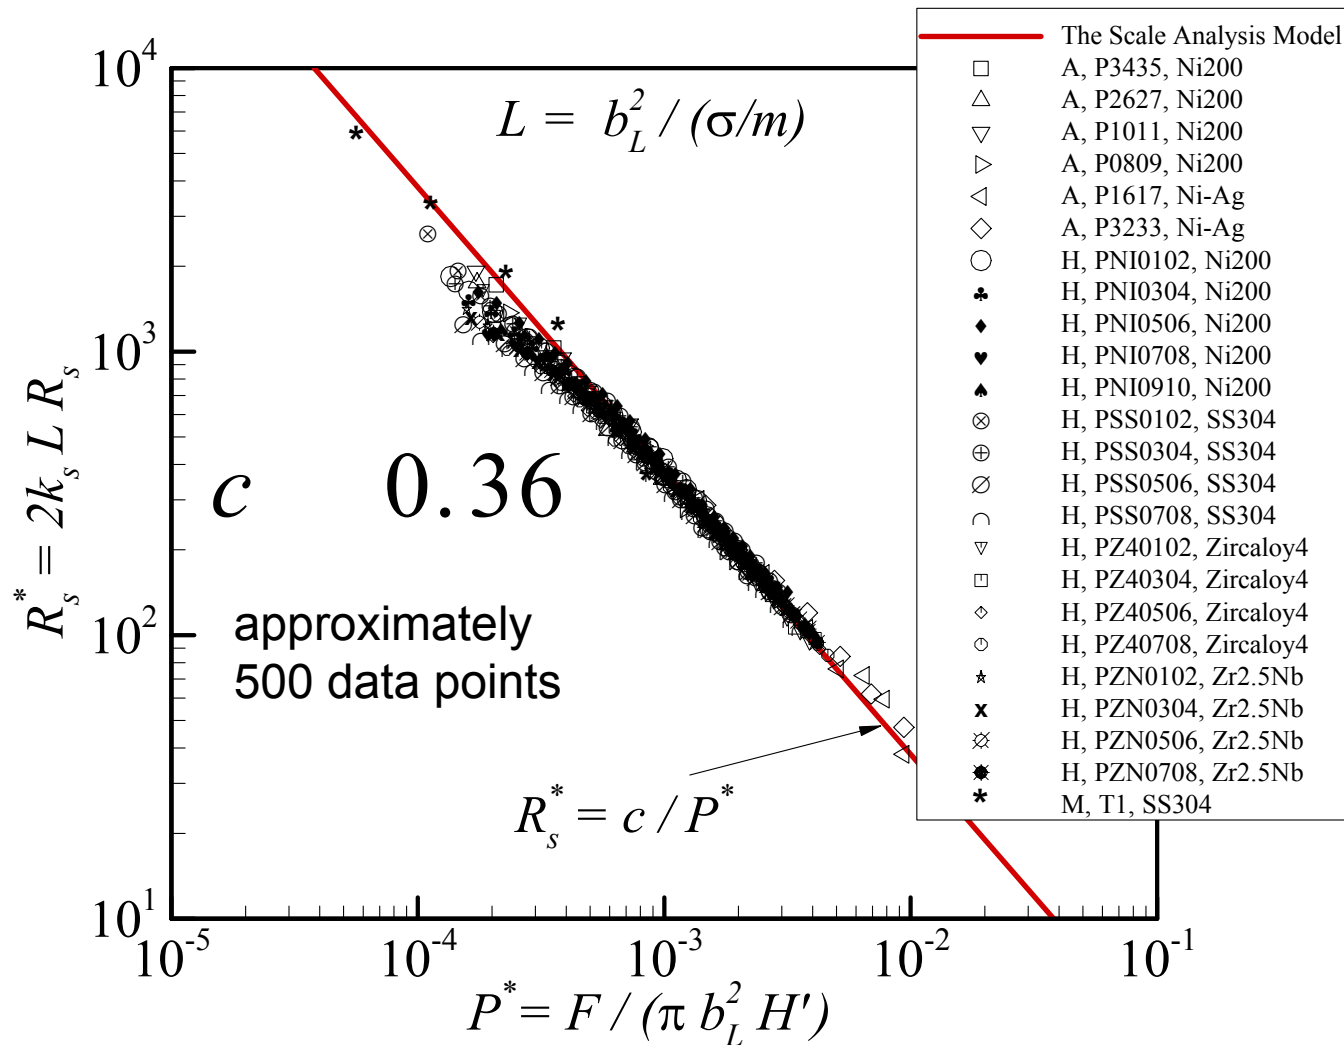 The Scale Analysis Model
A, P3435, Ni200
A, P2627, Ni200
A, P1011, Ni200
A, P0809, Ni200
A, P1617, Ni-Ag
A, P3233, Ni-Ag
H, PNI0102, Ni200
H, PNI0304, Ni200
H, PNI0506, Ni200
H, PNI0708, Ni200
H, PNI0910, Ni200
H, PSS0102, SS304
H, PSS0304, SS304
H, PSS0506, SS304
H, PSS0708, SS304
H, PZ40102, Zircaloy4
H, PZ40304, Zircaloy4
H, PZ40506, Zircaloy4
H, PZ40708, Zircaloy4
H, PZN0102, Zr2.5Nb
H, PZN0304, Zr2.5Nb
H, PZN0506, Zr2.5Nb
H, PZN0708, Zr2.5Nb
M, T1, SS304
L = b_L^2 / (σ/m)
c 0.36
approximately
500 data points
R_s^* = c / P^*
R_s^* = 2k_s L R_s
10^4
10^3
10^2
10^1
10^-5 10^-4 10^-3 10^-2 10^-1
P^* = F / (π b_L^2 H')